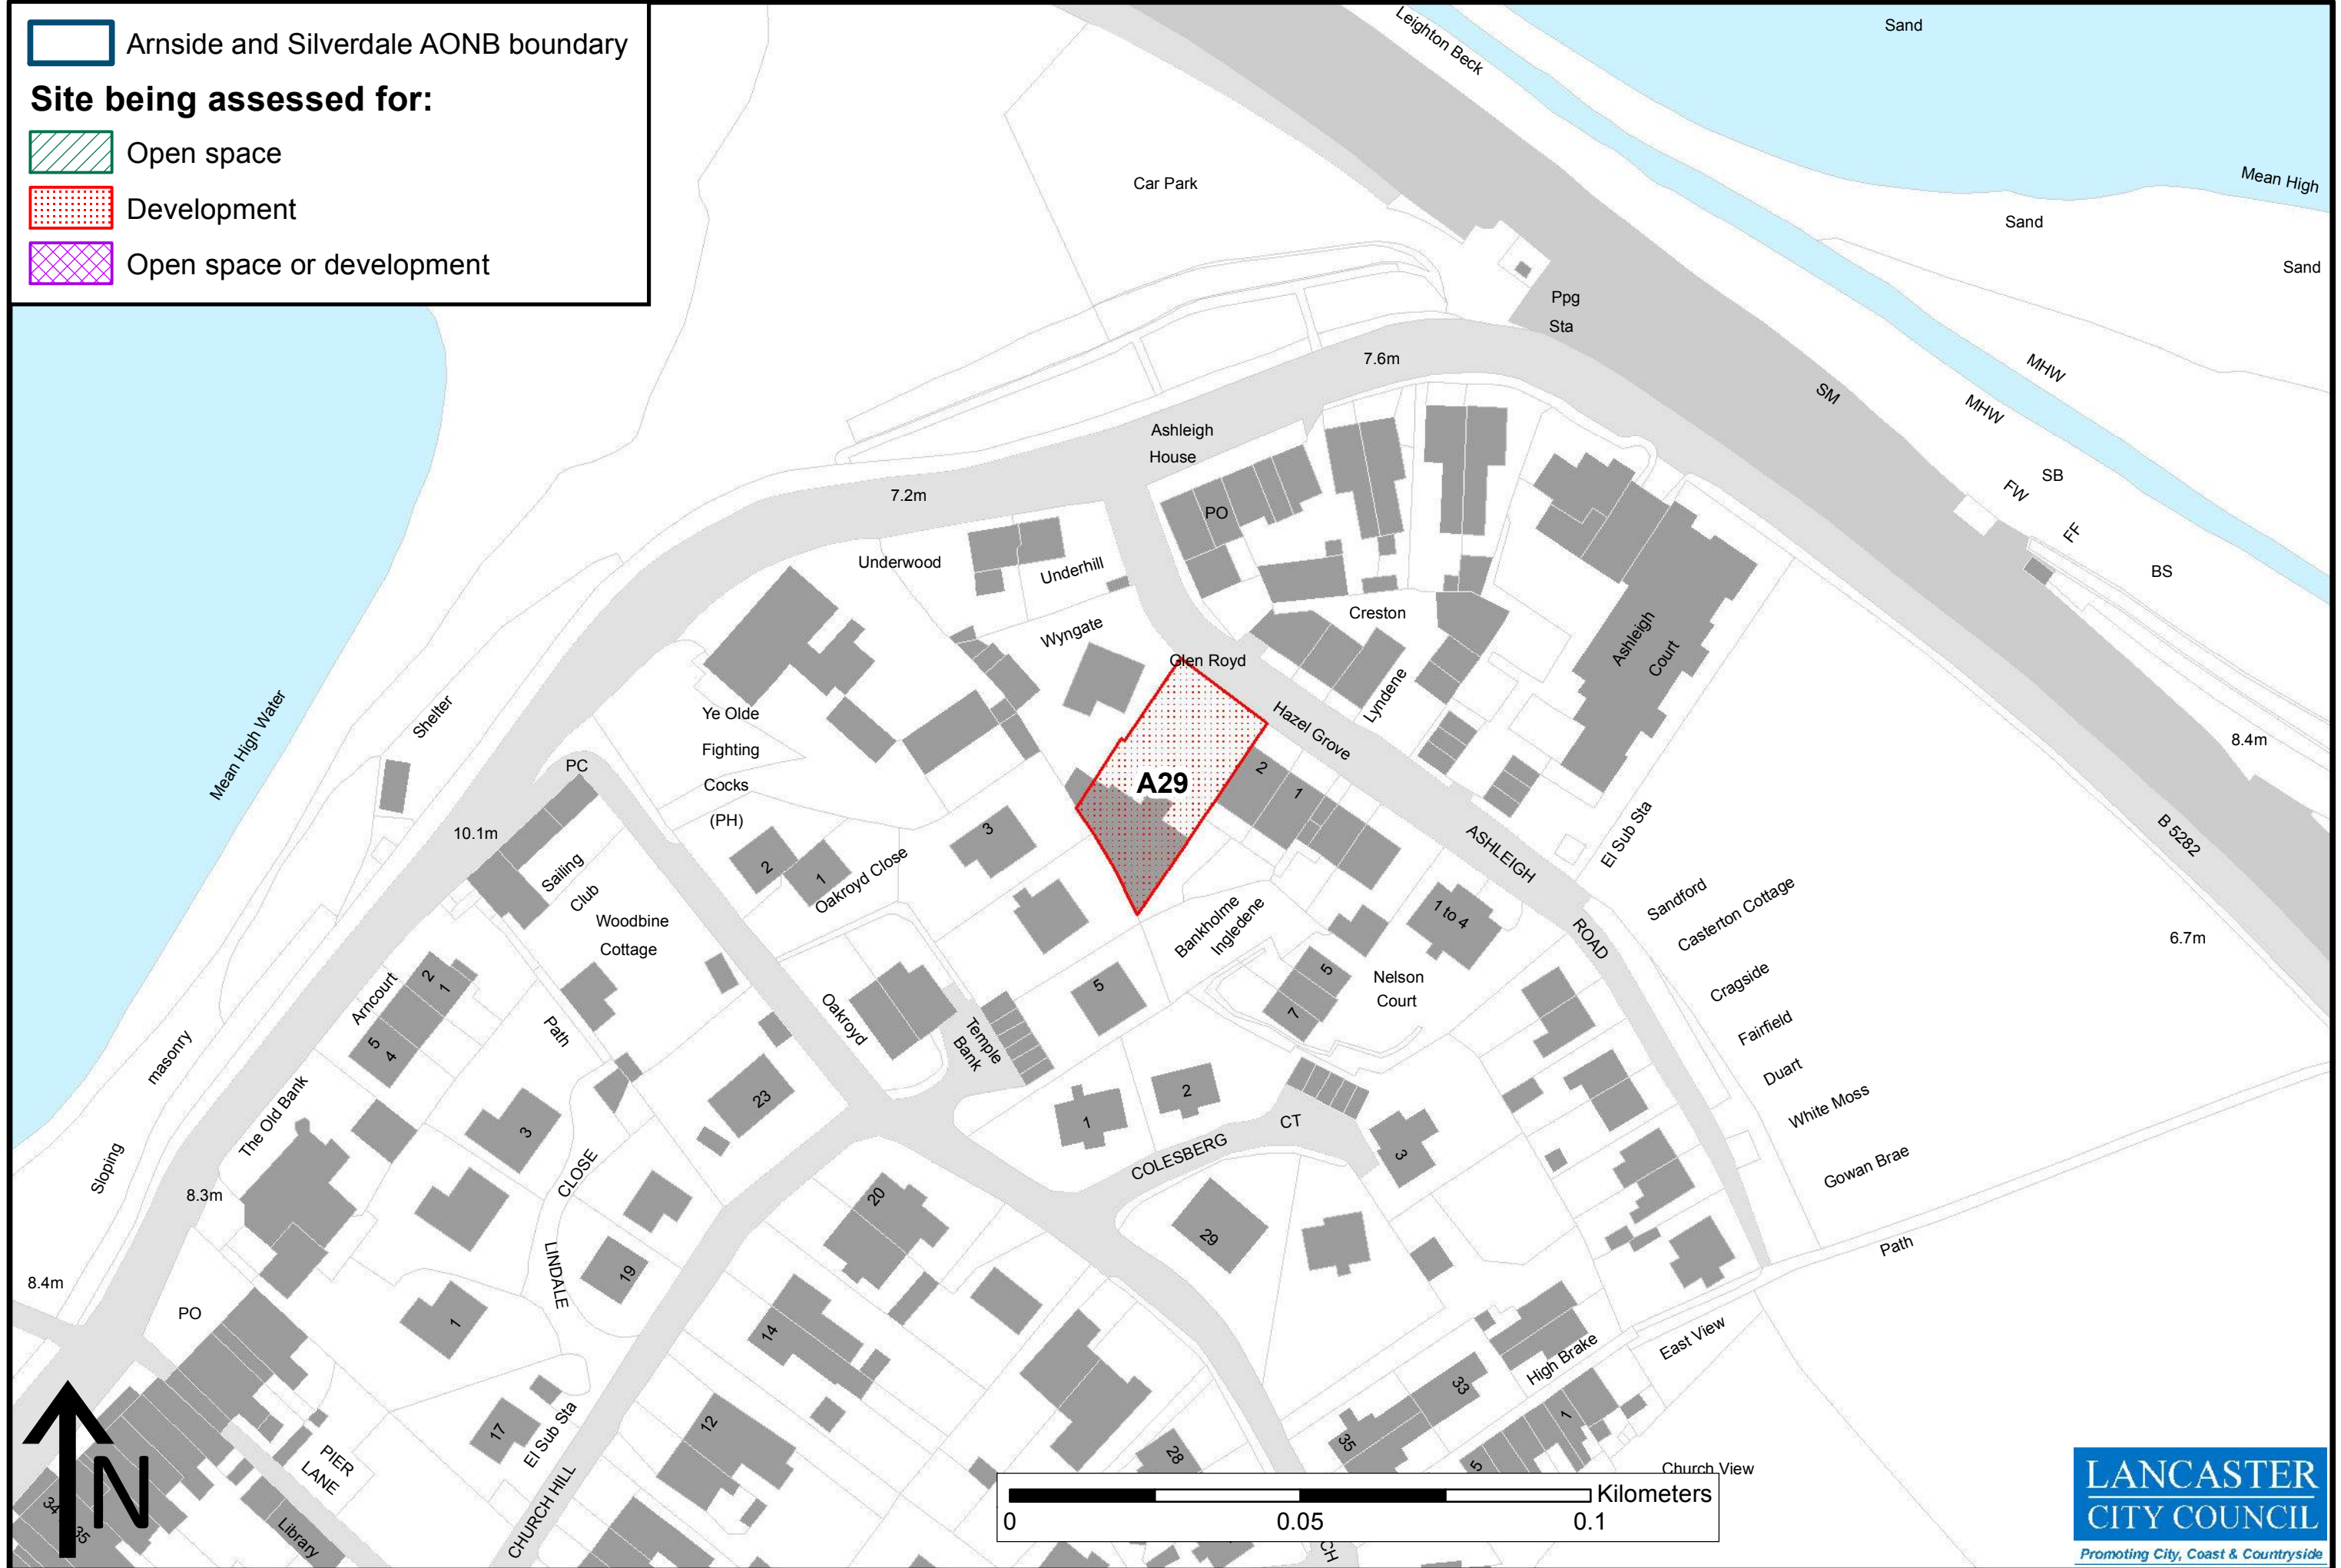 Arnside and Silverdale AONB boundary
Site being assessed for:
Open space
Development
Open space or development
Leighton Beck
Sand
Mean High
Sand
Sand
Car Park
Ppg
Sta
7.6m
SM
MHW
MHW
SB
FW
FF
BS
Ashleigh
House
7.2m
PO
Underwood
Underhill
Wyngate
Creston
Glen Royd
Lyndene
Ashleigh
Court
Hazel Grove
A29
2
1
Ye Olde
Fighting
Cocks
(PH)
Shelter
Mean High Water
PC
10.1m
Sailing
Club
Woodbine
Cottage
2
1
Oakroyd Close
3
ASHLEIGH
ROAD
El Sub Sta
8.4m
B 5282
6.7m
Sandford
Casterton Cottage
Cragside
Fairfield
Duart
White Moss
Gowan Brae
Bankholme
Ingledene
1 to 4
5
7
Nelson
Court
5
Arncourt
2
1
5
4
Path
Oakroyd
Temple
Bank
masonry
Sloping
The Old Bank
8.3m
8.4m
3
23
CLOSE
LINDALE
19
1
1
2
COLESBERG
CT
3
29
20
14
12
Path
PO
17
El Sub Sta
CHURCH HILL
PIER
LANE
Library
34
35
28
33
35
High Brake
East View
1
5
Church View
CH
N
Kilometers
0
0.05
0.1
LANCASTER
CITY COUNCIL
Promoting City, Coast & Countryside